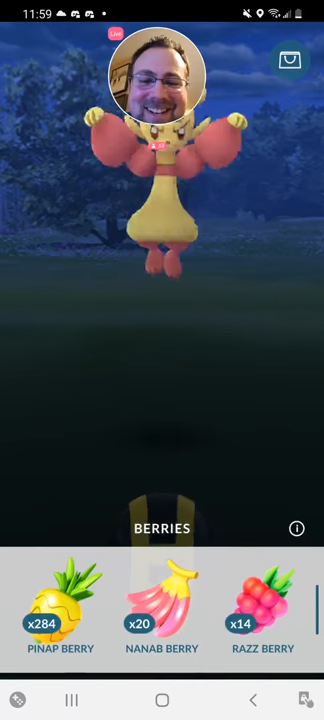 11:59
Live
BERRIES
x284
x20
x14
PINAP BERRY
NANAB BERRY
RAZZ BERRY